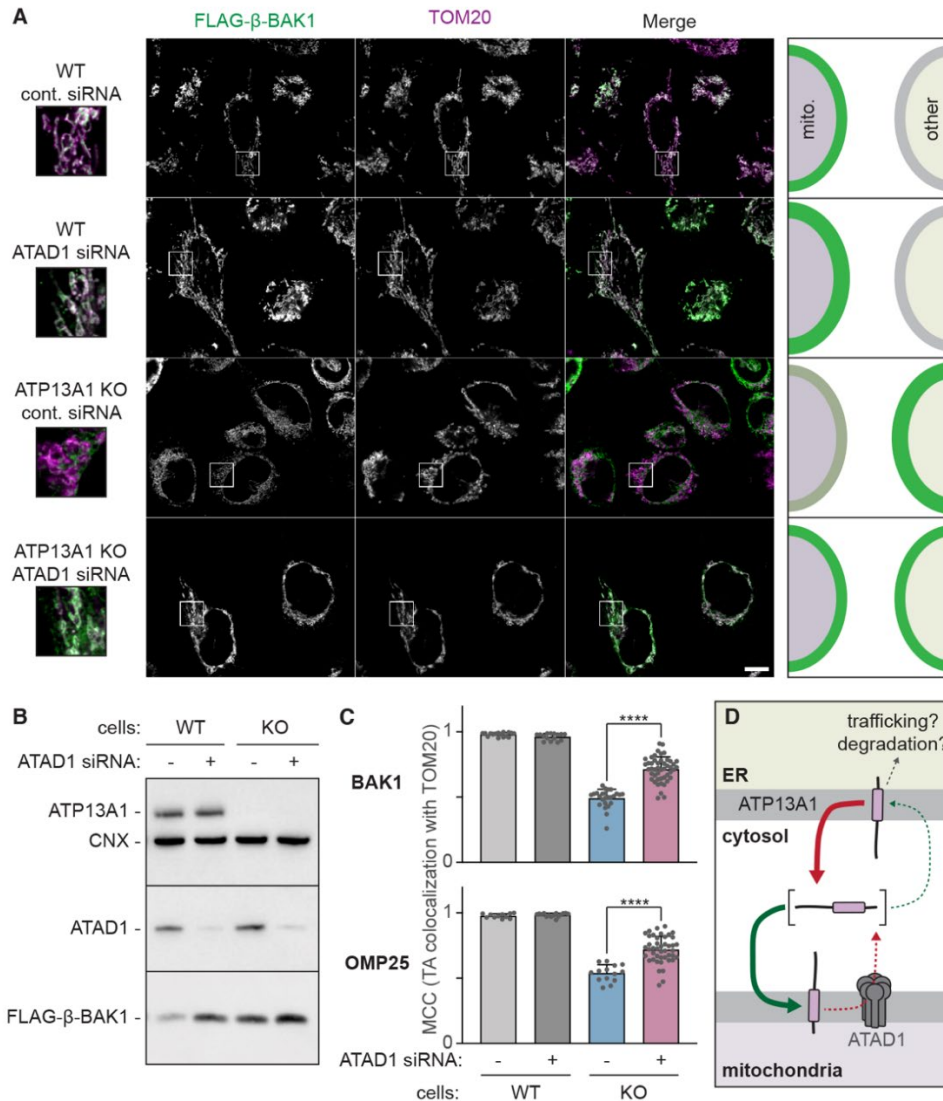 A
FLAG-β-BAK1
TOM20
Merge
WT
cont. siRNA
mito.
other
WT
ATAD1 siRNA
ATP13A1 KO
cont. siRNA
ATP13A1 KO
ATAD1 siRNA
B
cells: WT KO
ATAD1 siRNA: - + - +
ATP13A1 -
CNX -
ATAD1 -
FLAG-β-BAK1 -
C
MCC (TA colocalization with TOM20)
BAK1
1
0
****
OMP25
1
0
****
ATAD1 siRNA: - + - +
cells: WT KO
D
trafficking?
degradation?
ER
ATP13A1
cytosol
ATAD1
mitochondria